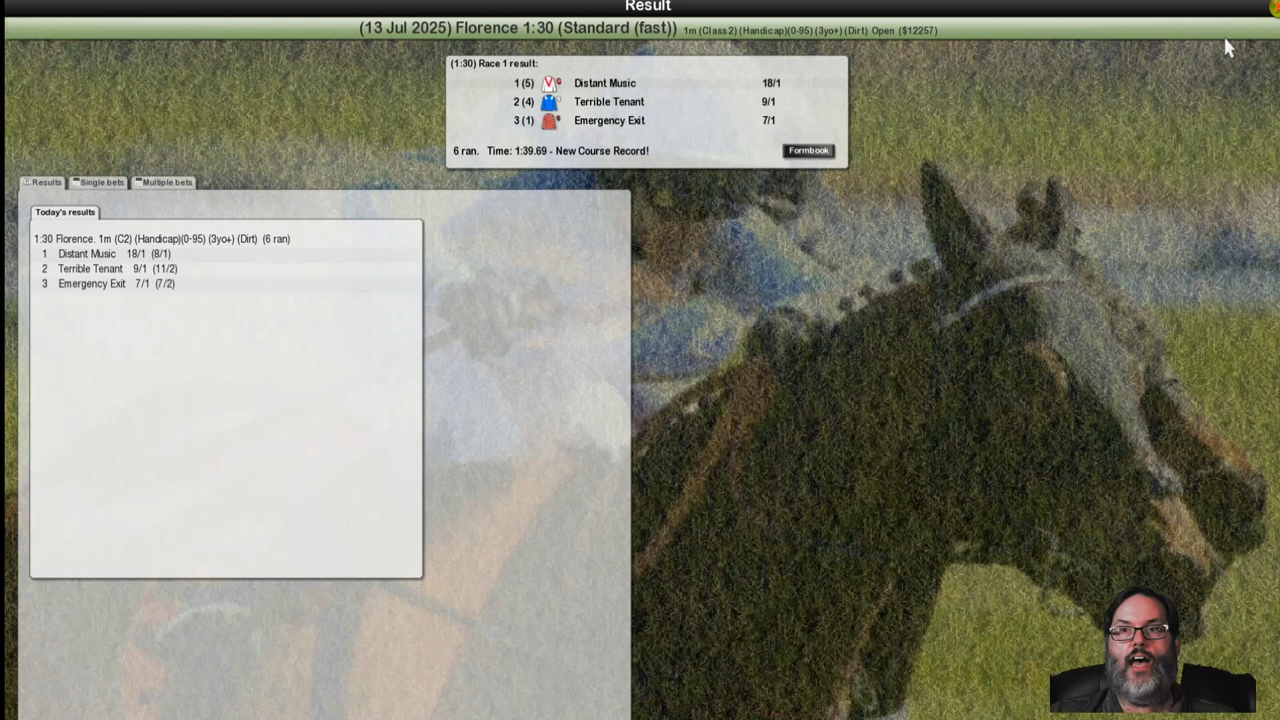 Result
(13 Jul 2025) Florence 1:30 (Standard (fast)) 1m (Class 2) (Handicap)(0-95) (3yo+) (Dirt) Open ($12257)
(1:30) Race 1 result:
1 (5) Distant Music 18/1
2 (4) Terrible Tenant 9/1
3 (1) Emergency Exit 7/1
6 ran. Time: 1:39.69 - New Course Record! Formbook
Results Single bets Multiple bets
Today's results
1:30 Florence. 1m (C2) (Handicap)(0-95) (3yo+) (Dirt) (6 ran)
1 Distant Music 18/1 (8/1)
2 Terrible Tenant 9/1 (11/2)
3 Emergency Exit 7/1 (7/2)